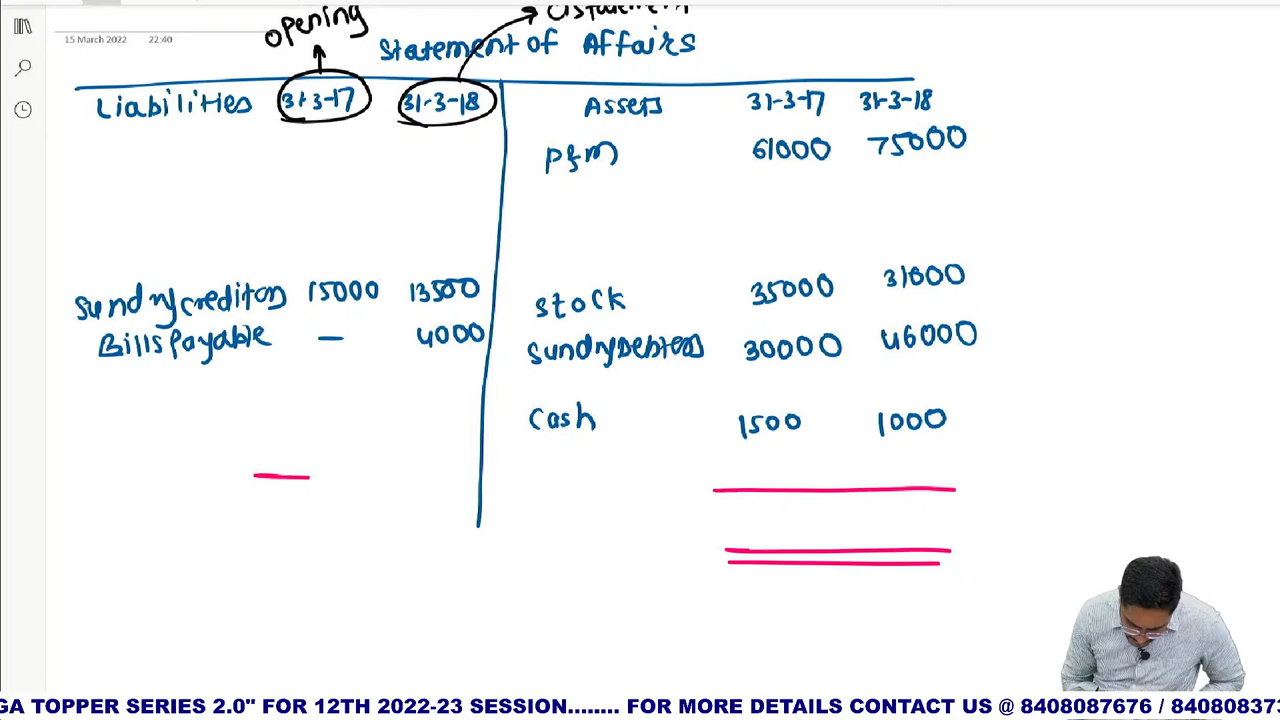 15 March 2022 22:40
opening
Statement of Affairs
Liabilities 31-3-17 31-3-18 Assets 31-3-17 31-3-18
P&M 61000 75000
Sundry creditors 15000 13500 Stock 35000 31000
Bills Payable — 4000 Sundry Debtors 30000 46000
Cash 1500 1000
GA TOPPER SERIES 2.0" FOR 12TH 2022-23 SESSION........ FOR MORE DETAILS CONTACT US @ 8408087676 / 840808373